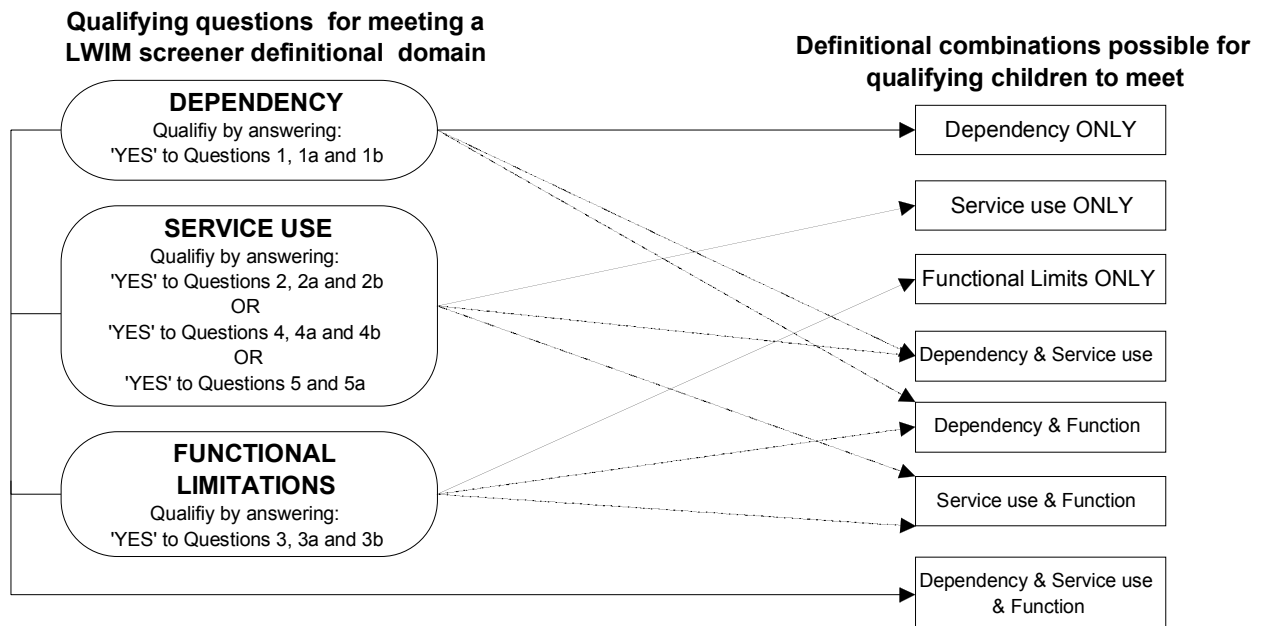 Qualifying questions for meeting a
LWIM screener definitional domain
DEPENDENCY
Qualifiy by answering:
'YES' to Questions 1, 1a and 1b
SERVICE USE
Qualifiy by answering:
'YES' to Questions 2, 2a and 2b
OR
'YES' to Questions 4, 4a and 4b
OR
'YES' to Questions 5 and 5a
FUNCTIONAL
LIMITATIONS
Qualifiy by answering:
'YES' to Questions 3, 3a and 3b
Definitional combinations possible for
qualifying children to meet
Dependency ONLY
Service use ONLY
Functional Limits ONLY
Dependency & Service use
Dependency & Function
Service use & Function
Dependency & Service use
& Function